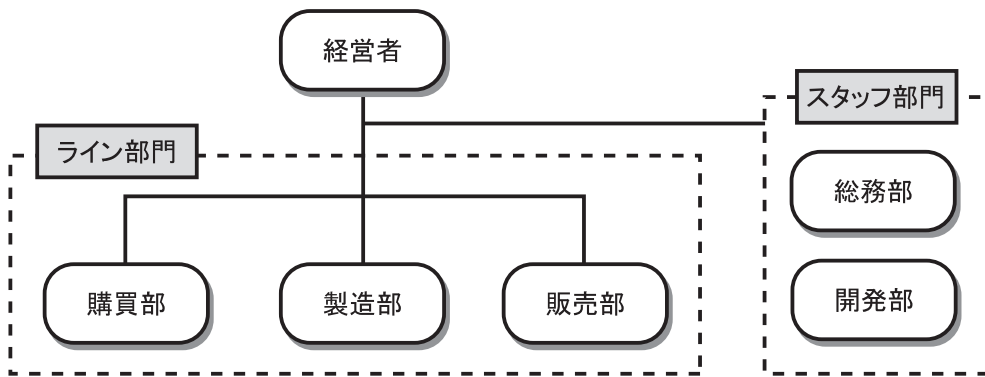 経営者
スタッフ部門
ライン部門
総務部
開発部
購買部
製造部
販売部